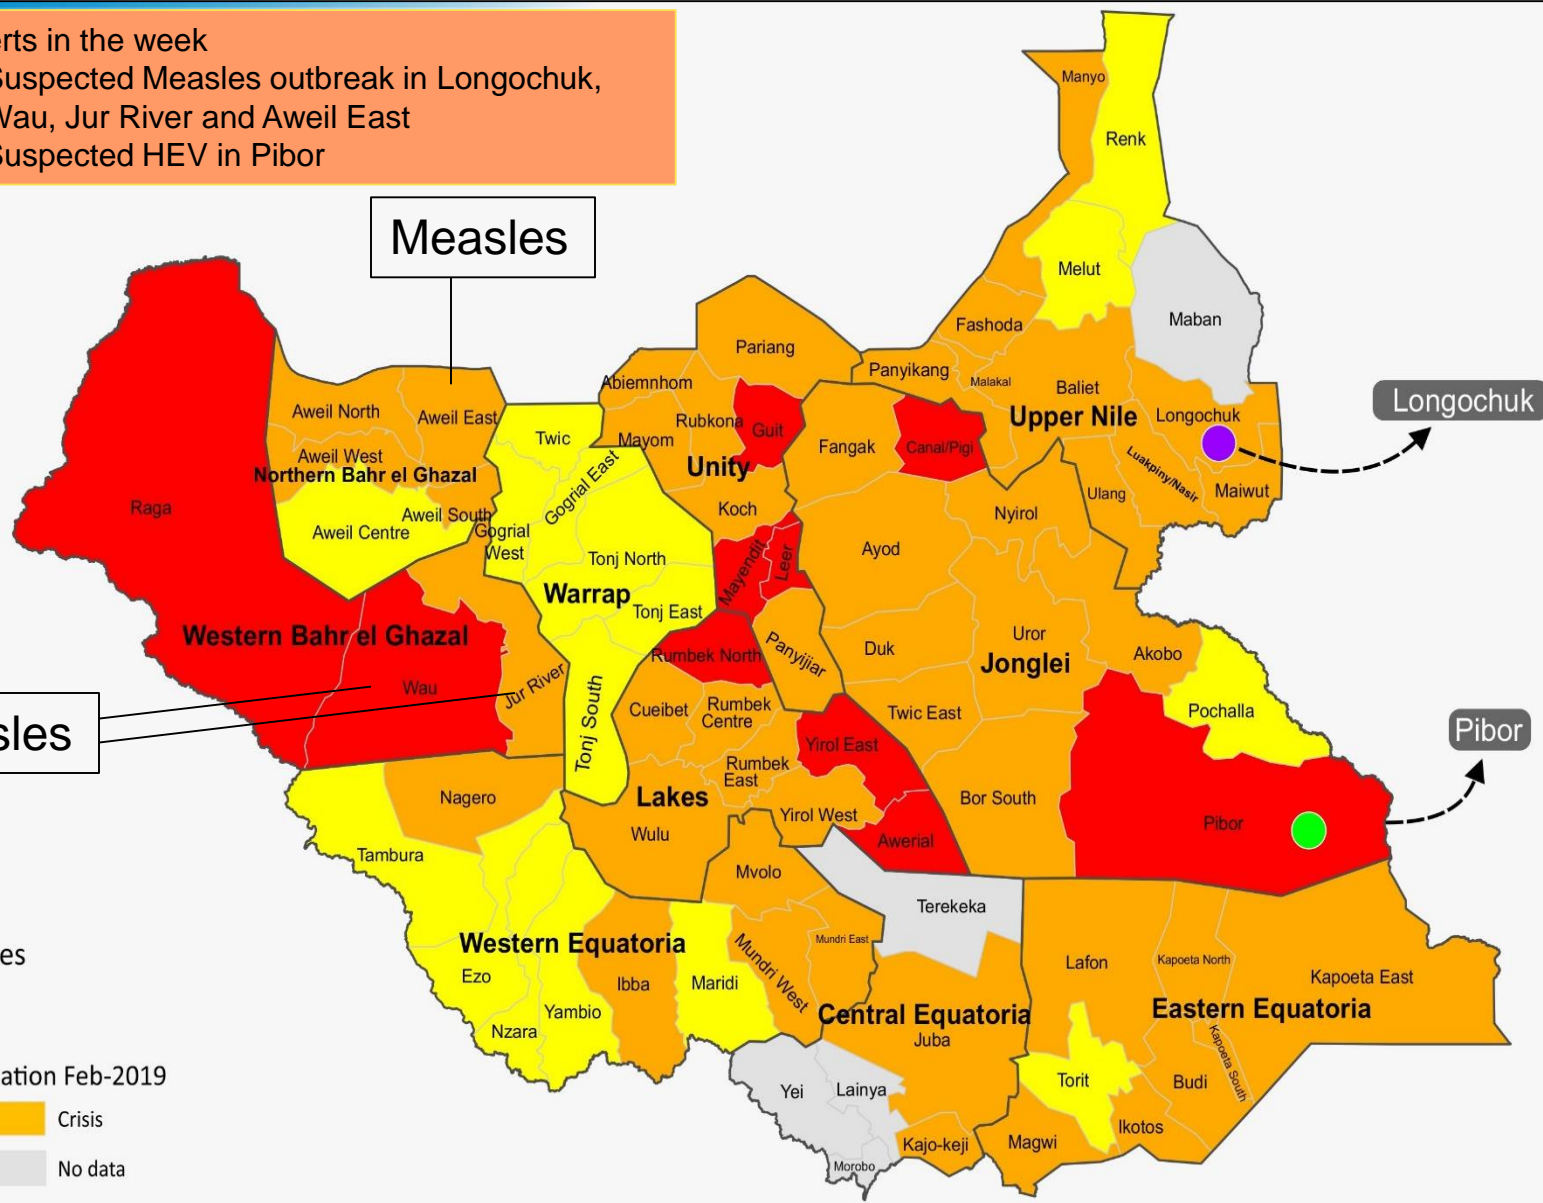 erts in the week
Suspected Measles outbreak in Longochuk,
Wau, Jur River and Aweil East
Suspected HEV in Pibor
Measles
Manyo
Renk
Melut
Maban
Fashoda
Panyikang
Malakal
Baliet
Upper Nile
Longochuk
Longochuk
Luakpiny/Nasir
Maiwut
Ulang
Pariang
Abiemnhom
Rubkona
Guit
Mayom
Unity
Koch
Mayendit
Leer
Panyijiar
Fangak
Canal/Pigi
Nyirol
Ayod
Duk
Uror
Jonglei
Akobo
Pochalla
Twic East
Bor South
Pibor
Pibor
Aweil North
Aweil East
Aweil West
Northern Bahr el Ghazal
Aweil South
Aweil Centre
Raga
Western Bahr el Ghazal
Wau
Jur River
sles
Twic
Gogrial East
Gogrial
West
Tonj North
Warrap
Tonj East
Tonj South
Rumbek North
Cueibet
Rumbek
Centre
Rumbek
East
Yirol East
Lakes
Yirol West
Wulu
Awerial
Nagero
Tambura
Western Equatoria
Ezo
Nzara
Yambio
Ibba
Maridi
Mvolo
Mundri West
Mundri East
Terekeka
Central Equatoria
Juba
Yei
Lainya
Morobo
Kajo-keji
Lafon
Kapoeta North
Kapoeta East
Eastern Equatoria
Kapoeta South
Torit
Budi
Ikotos
Magwi
es
ation Feb-2019
Crisis
No data